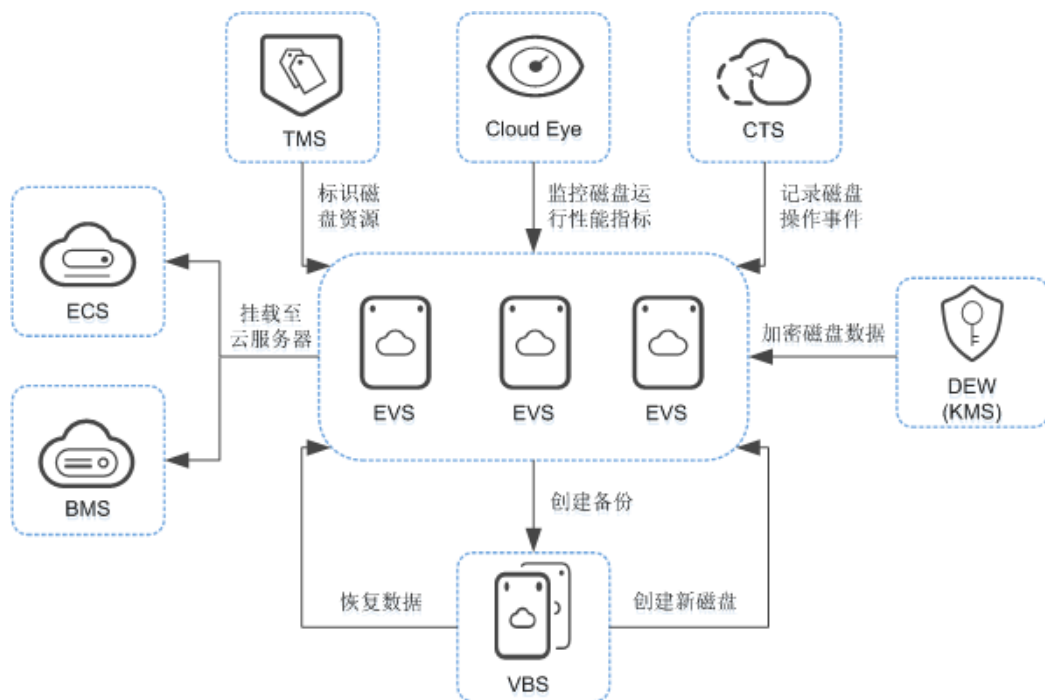 TMS
Cloud Eye
CTS
标识磁
盘资源
监控磁盘运
行性能指标
记录磁盘
操作事件
ECS
挂载至
云服务器
BMS
EVS
EVS
EVS
加密磁盘数据
DEW
(KMS)
创建备份
恢复数据
创建新磁盘
VBS